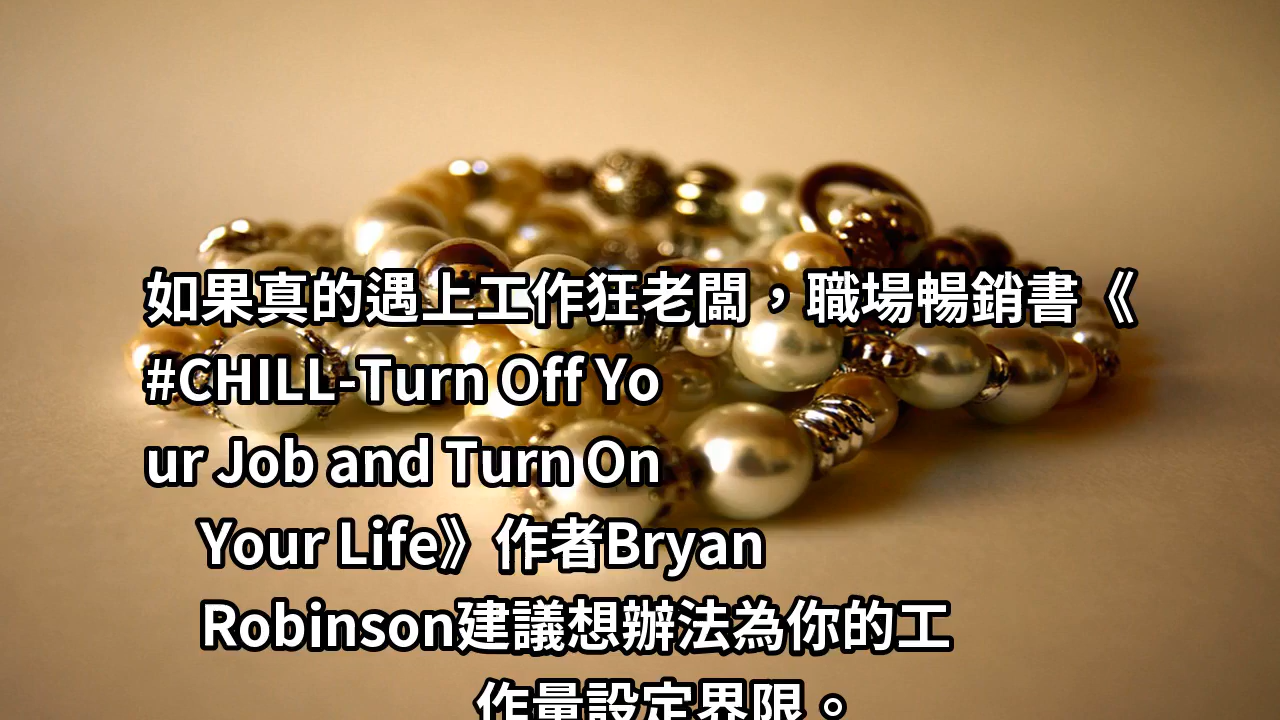 如果真的遇上工作狂老闆，職場暢銷書《
#CHILL-Turn Off Yo
ur Job and Turn On
Your Life》作者Bryan
Robinson建議想辦法為你的工
作量設定界限。